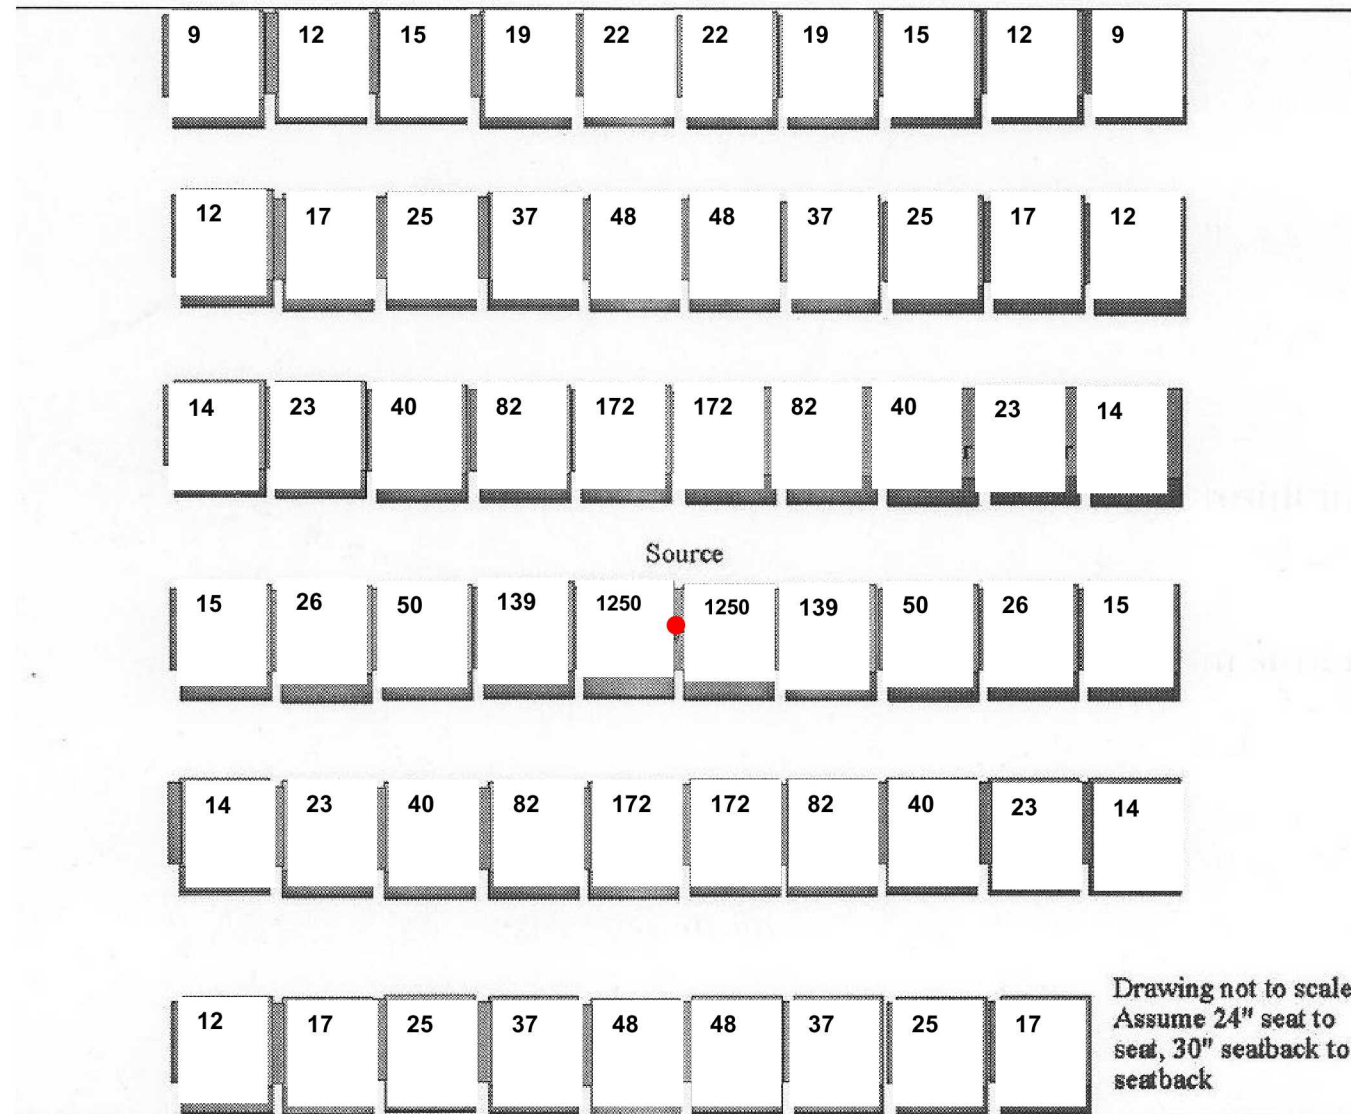 9 12 15 19 22 22 19 15 12 9
12 17 25 37 48 48 37 25 17 12
14 23 40 82 172 172 82 40 23 14
Source
15 26 50 139 1250 1250 139 50 26 15
14 23 40 82 172 172 82 40 23 14
12 17 25 37 48 48 37 25 17
Drawing not to scale
Assume 24" seat to
seat, 30" seatback to
seatback